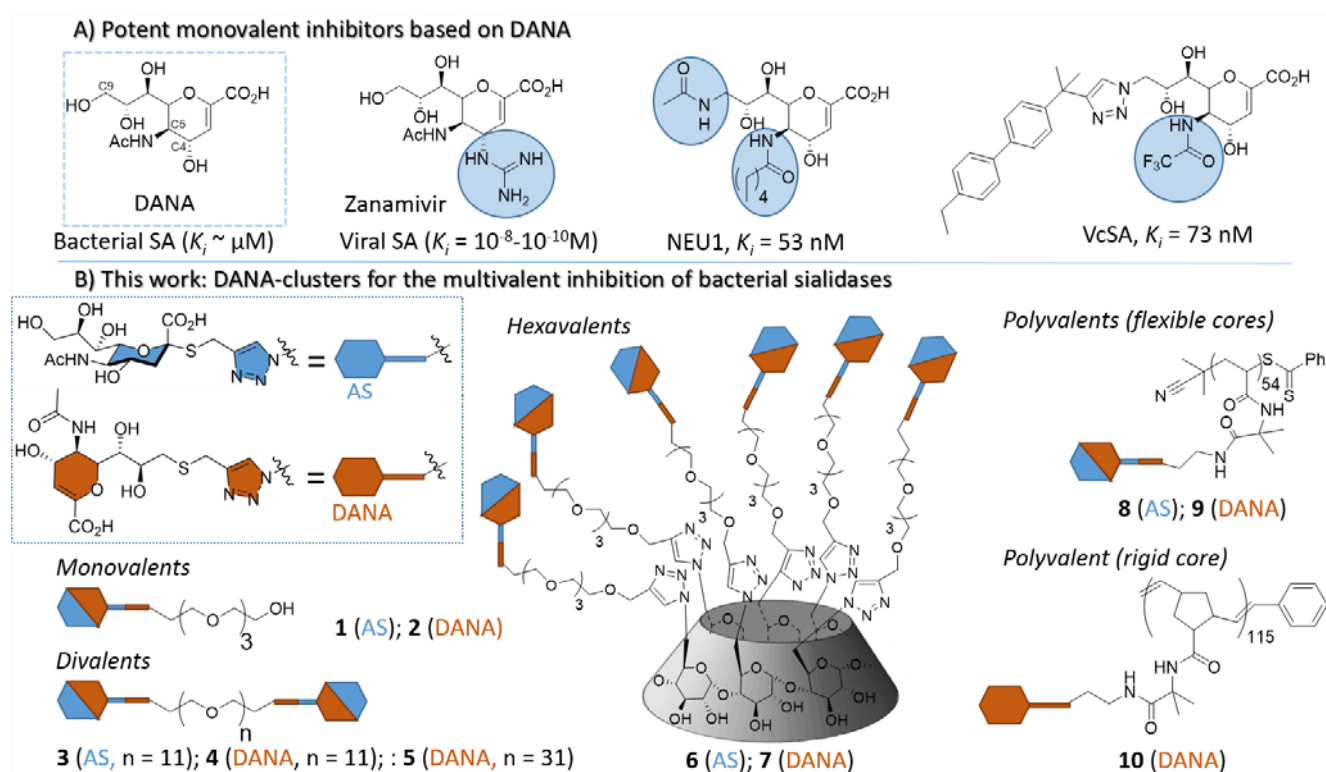 A) Potent monovalent inhibitors based on DANA
OH
C9
HO
O
CO2H
OH
C5
AcHN
C4
HO
DANA
Bacterial SA (Ki ~ µM)
OH
HO
O
CO2H
OH
AcHN
HN
NH
NH2
Zanamivir
Viral SA (Ki = 10-8-10-10M)
O
OH
N
H
O
CO2H
OH
HN
OH
O
4
NEU1, Ki = 53 nM
N
N=N
OH
O
CO2H
OH
HN
OH
F3C
O
VcSA, Ki = 73 nM
B) This work: DANA-clusters for the multivalent inhibition of bacterial sialidases
OH
HO
OH
CO2H
O
S
AcHN
HO
N
N=N
=
AS
O
NH
OH
HO
S
O
OH
CO2H
N
N=N
=
DANA
Monovalents
O
OH
3
1 (AS); 2 (DANA)
Divalents
O
n
3 (AS, n = 11); 4 (DANA, n = 11); : 5 (DANA, n = 31)
Hexavalents
O
3
O
N
N=N
O
OH
HO
6 (AS); 7 (DANA)
Polyvalents (flexible cores)
NC
S
Ph
54
S
O
NH
O
N
H
8 (AS); 9 (DANA)
Polyvalent (rigid core)
115
O
HN
H
N
O
10 (DANA)